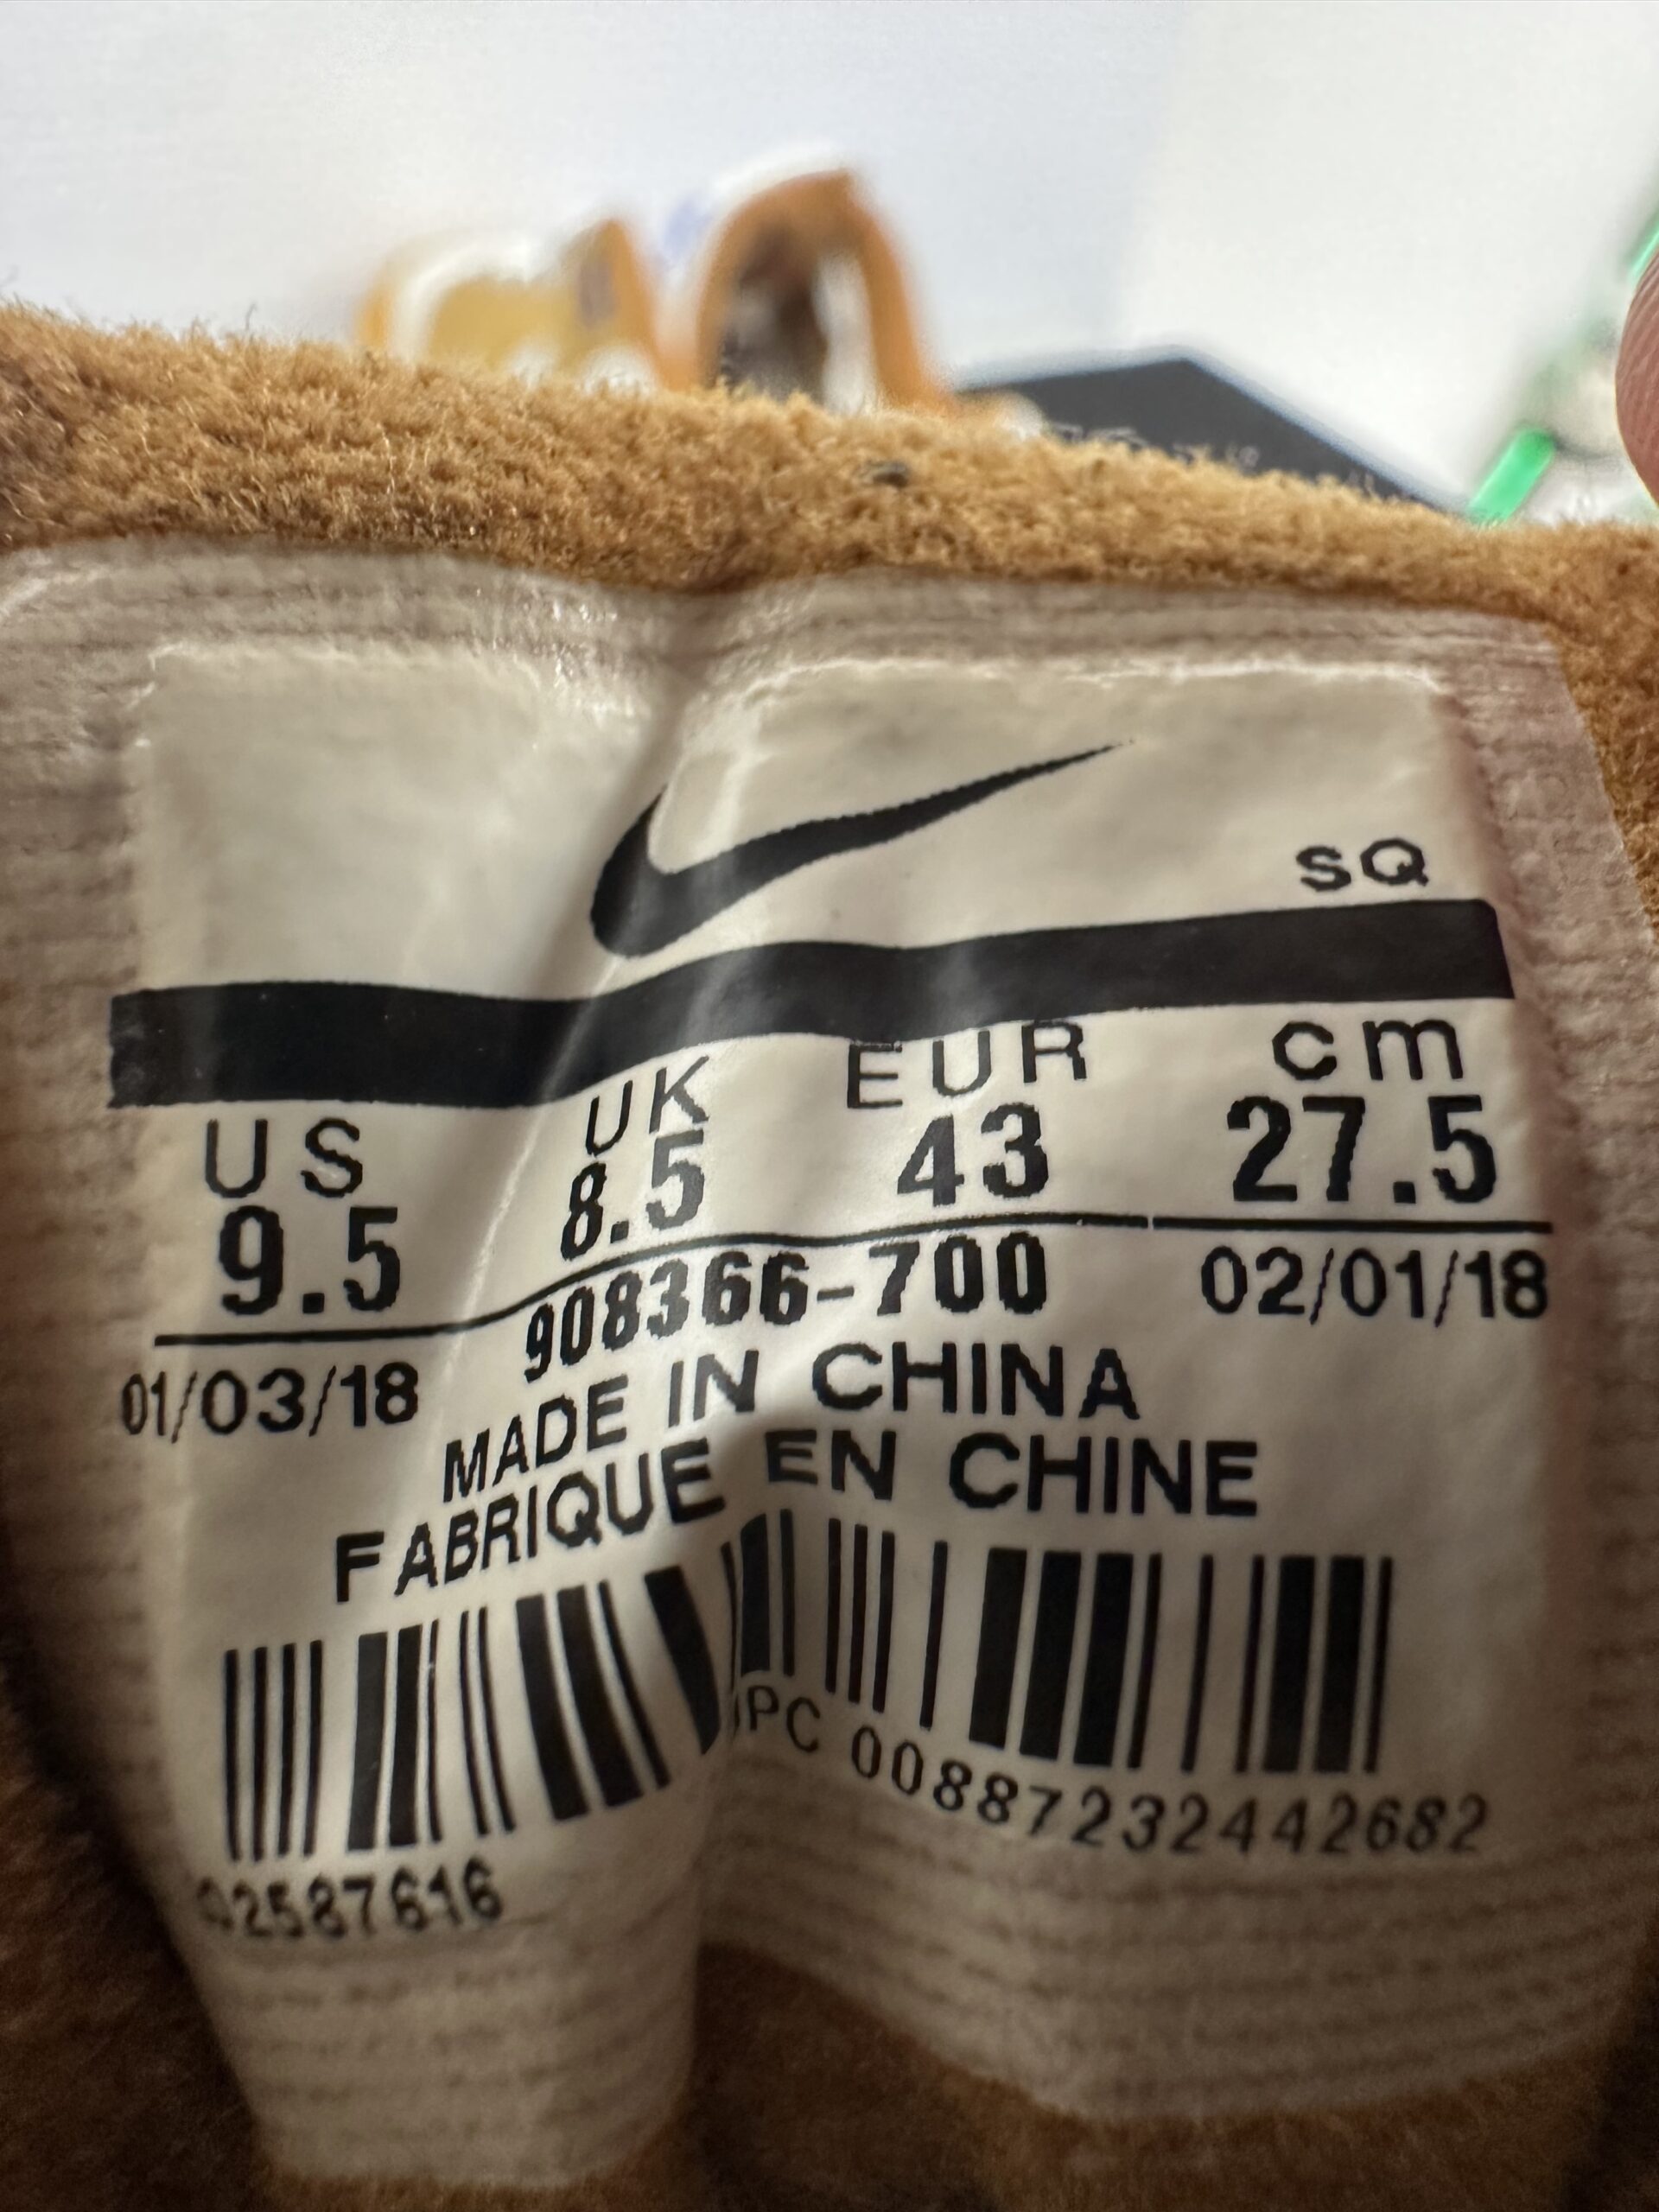 SQ
US UK EUR cm
9.5 8.5 43 27.5
01/03/18 908366-700 02/01/18
MADE IN CHINA
FABRIQUE EN CHINE
UPC 00887232442682
02587616